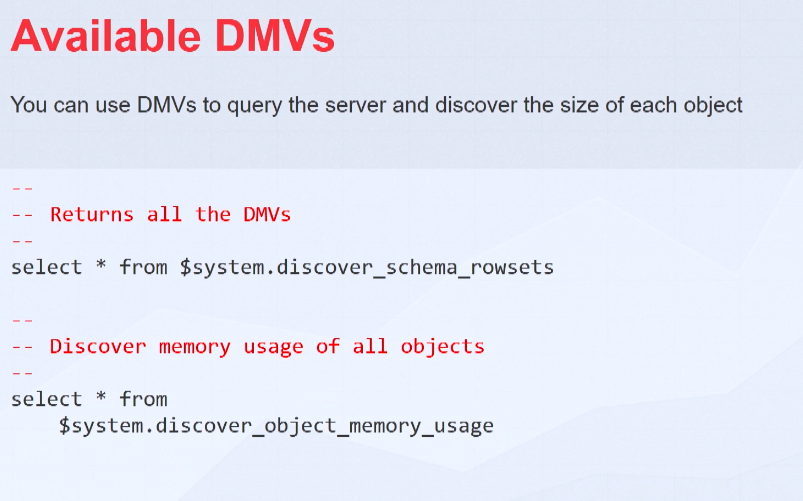 Available DMVs
You can use DMVs to query the server and discover the size of each object
--
-- Returns all the DMVs
--
select * from $system.discover_schema_rowsets
--
-- Discover memory usage of all objects
--
select * from
    $system.discover_object_memory_usage